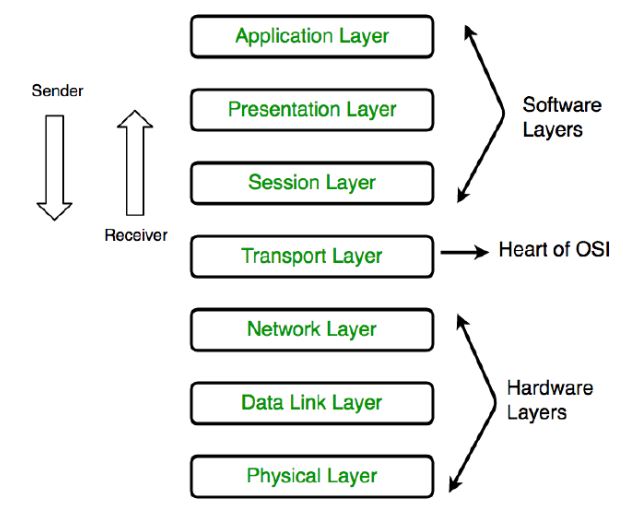 Application Layer
Sender
Presentation Layer
Software
Layers
Session Layer
Receiver
Transport Layer
Heart of OSI
Network Layer
Hardware
Layers
Data Link Layer
Physical Layer